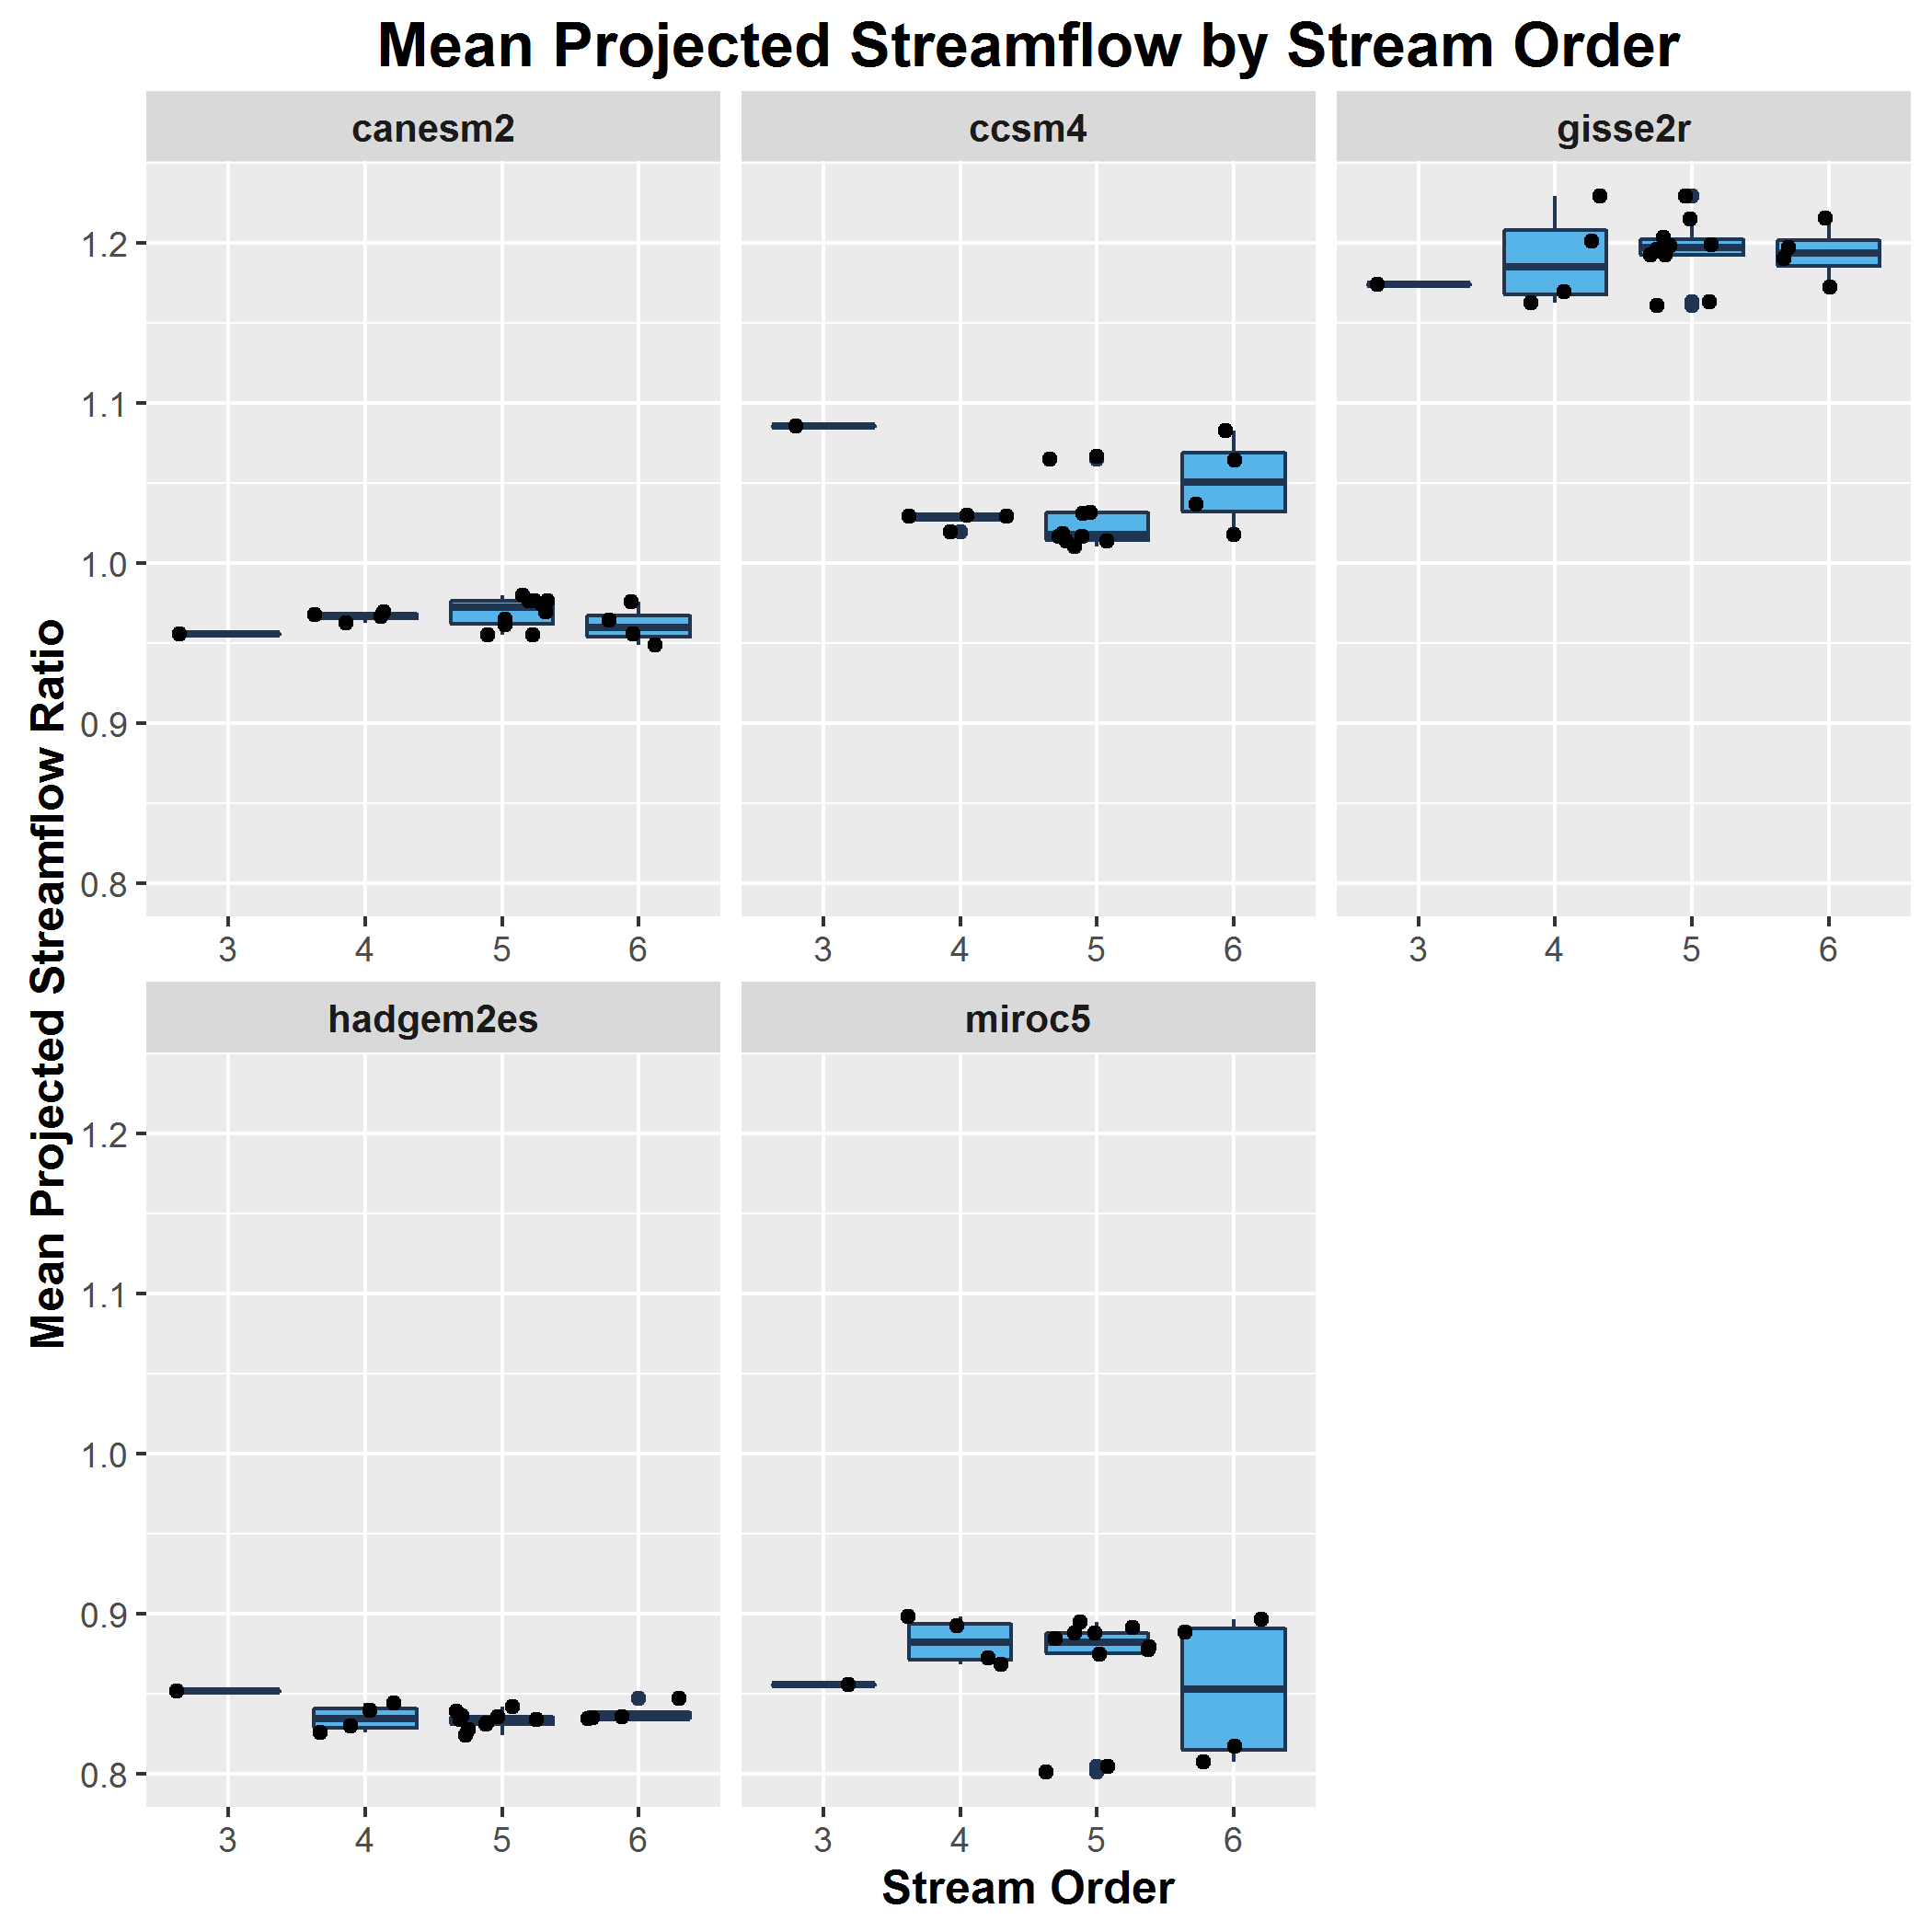 Mean Projected Streamflow by Stream Order
canesm2
ccsm4
gisse2r
Mean Projected Streamflow Ratio
1.2
1.1
1.0
0.9
0.8
3 4 5 6
3 4 5 6
3 4 5 6
hadgem2es
miroc5
1.2
1.1
1.0
0.9
0.8
3 4 5 6
3 4 5 6
Stream Order